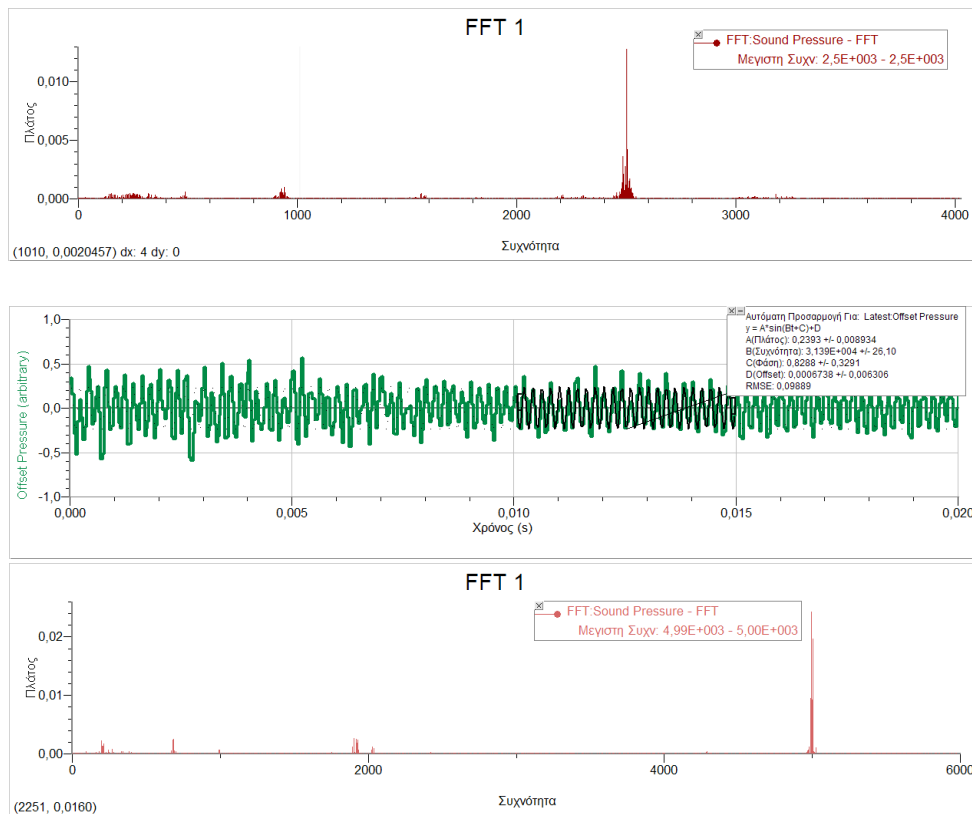 FFT 1
FFT:Sound Pressure - FFT
Μεγιστη Συχν: 2,5E+003 - 2,5E+003
Πλάτος
0,010
0,005
0,000
0 1000 2000 3000 4000
Συχνότητα
(1010, 0,0020457) dx: 4 dy: 0
Αυτόματη Προσαρμογή Για: Latest:Offset Pressure
y = A*sin(Bt+C)+D
A(Πλάτος): 0,2393 +/- 0,008934
B(Συχνότητα): 3,139E+004 +/- 26,10
C(Φάση): 0,8288 +/- 0,3291
D(Offset): 0,006738 +/- 0,006306
RMSE: 0,09889
Offset Pressure (arbitrary)
1,0
0,5
0,0
-0,5
-1,0
0,000 0,005 0,010 0,015 0,020
Χρόνος (s)
FFT 1
FFT:Sound Pressure - FFT
Μεγιστη Συχν: 4,99E+003 - 5,00E+003
Πλάτος
0,02
0,01
0,00
0 2000 4000 6000
Συχνότητα
(2251, 0,0160)